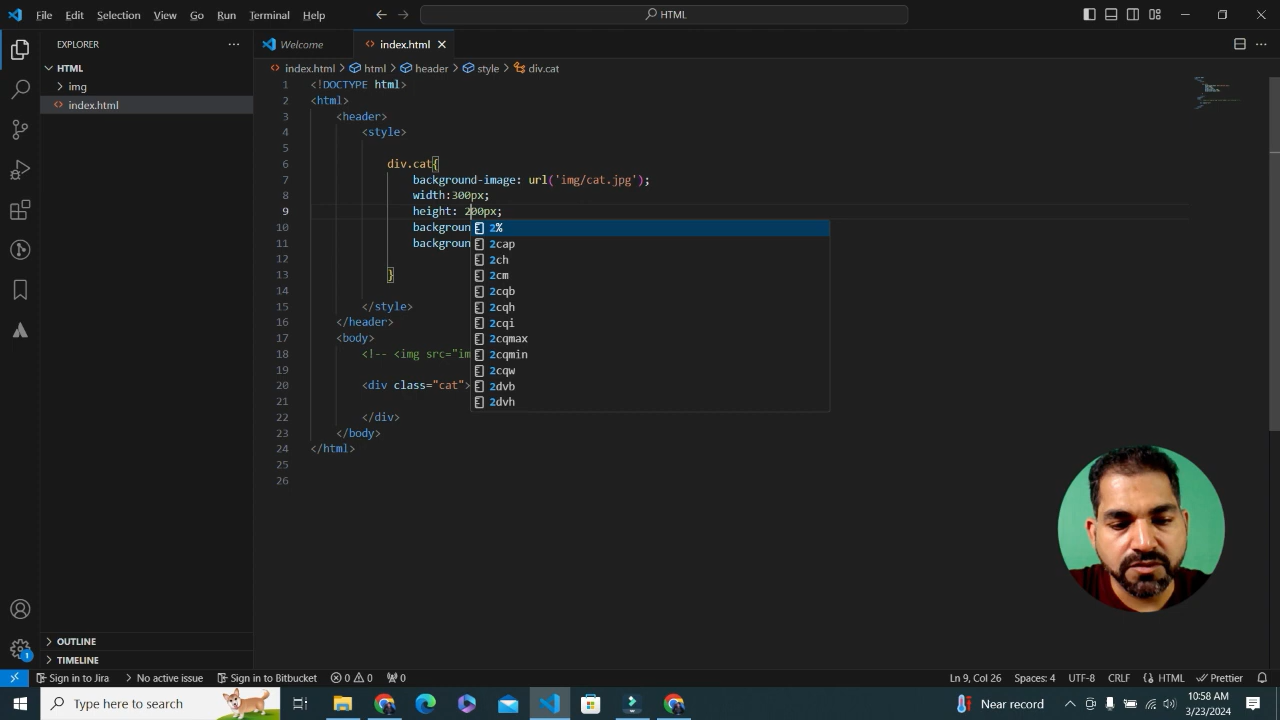 File Edit Selection View Go Run Terminal Help
HTML
EXPLORER
Welcome
index.html
HTML
index.html > html > header > style > div.cat
img
index.html
1 <!DOCTYPE html>
2 <html>
3 <header>
4 <style>
5
6 div.cat{
7 background-image: url('img/cat.jpg');
8 width:300px;
9 height: 200px;
10 backgroun
11 backgroun
12
13 }
14
15 </style>
16 </header>
17 <body>
18 <!-- <img src="im
19
20 <div class="cat">
21
22 </div>
23 </body>
24 </html>
25
26
2%
2cap
2ch
2cm
2cqb
2cqh
2cqi
2cqmax
2cqmin
2cqw
2dvb
2dvh
OUTLINE
TIMELINE
1
Sign in to Jira
No active issue
Sign in to Bitbucket
0 0
0
Ln 9, Col 26
Spaces: 4
UTF-8
CRLF
HTML
Prettier
Type here to search
Near record
10:58 AM
3/23/2024